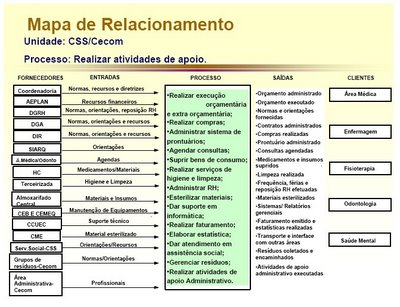 Mapa de Relacionamento
Unidade: CSS/Cecom
Processo: Realizar atividades de apoio.
FORNECEDORES ENTRADAS PROCESSO SAÍDAS CLIENTES
Coordenadoria
Normas, recursos e diretrizes
AEPLAN
Recursos financeiros
DGRH
Normas, orientações, reposição RH
DGA
Normas, orientações e recursos
DIR
Normas, orientações e recursos
SIARQ
Orientações
Á.Médica/Odonto
Agendas
HC
Medicamentos/Materiais
Terceirizada
Higiene e Limpeza
Almoxarifado
Central
Materiais e Insumos
CEB E CEMEQ
Manutenção de Equipamentos
CCUEC
Suporte técnico
CME
Material esterilizado
Serv.Social-CSS
Orientações/Recursos
Grupos de
resíduos-Cecom
Normas/Orientações
Área
Administrativa-
Cecom
Profissionais
•Realizar execução
orçamentária
e extra orçamentária;
•Realizar compras;
•Administrar sistema de
prontuários;
•Agendar consultas;
•Suprir bens de consumo;
•Realizar serviços de
higiene e limpeza;
•Administrar RH;
•Esterilizar materiais;
•Dar suporte em
informática;
•Realizar faturamento;
•Elaborar estatística;
•Dar atendimento em
assistência social;
•Gerenciar resíduos;
•Realizar atividades de
apoio Administrativo.
•Orçamento administrado
•Orçamento executado
•Normas e orientações
fornecidas
•Contratos administrados
•Compras realizadas
•Prontuário administrado
•Consultas agendadas
•Medicamentos e insumos
supridos
•Limpeza realizada
•Frequência, férias e
reposição RH efetuadas
•Materiais esterilizados
•Sistemas/ Relatórios
gerenciais
•Faturamento emitido e
estatísticas realizadas
•Transporte e interface
com outras áreas
•Resíduos coletados e
encaminhados
•Atividades de apoio
administrativo executadas
Área Médica
Enfermagem
Fisioterapia
Odontologia
Saúde Mental